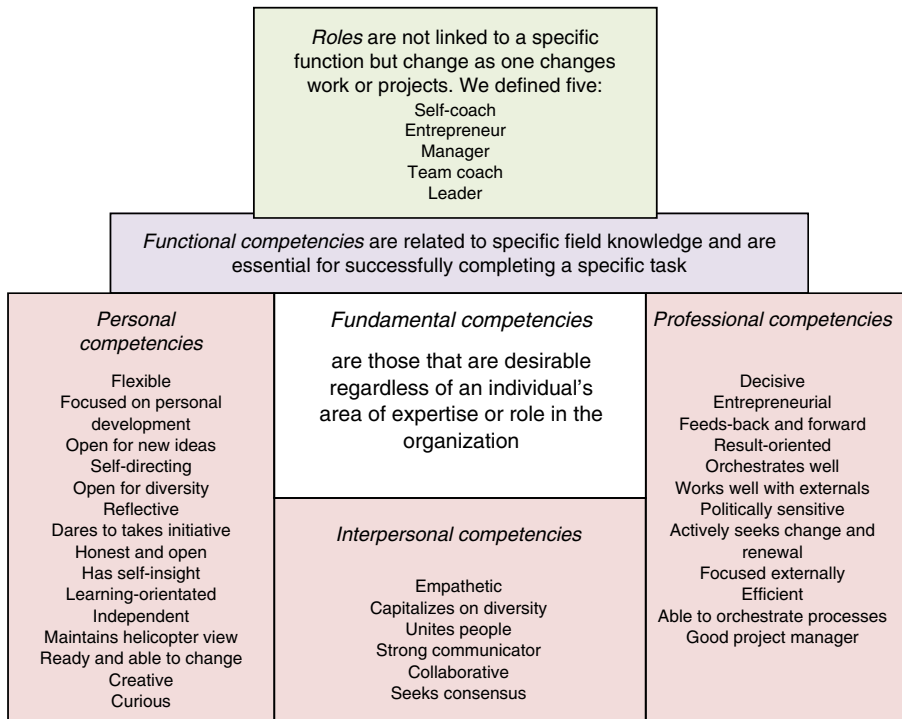 Roles are not linked to a specific
function but change as one changes
work or projects. We defined five:
Self-coach
Entrepreneur
Manager
Team coach
Leader
Functional competencies are related to specific field knowledge and are
essential for successfully completing a specific task
Personal
competencies
Flexible
Focused on personal
development
Open for new ideas
Self-directing
Open for diversity
Reflective
Dares to takes initiative
Honest and open
Has self-insight
Learning-orientated
Independent
Maintains helicopter view
Ready and able to change
Creative
Curious
Fundamental competencies
are those that are desirable
regardless of an individual's
area of expertise or role in the
organization
Interpersonal competencies
Empathetic
Capitalizes on diversity
Unites people
Strong communicator
Collaborative
Seeks consensus
Professional competencies
Decisive
Entrepreneurial
Feeds-back and forward
Result-oriented
Orchestrates well
Works well with externals
Politically sensitive
Actively seeks change and
renewal
Focused externally
Efficient
Able to orchestrate processes
Good project manager